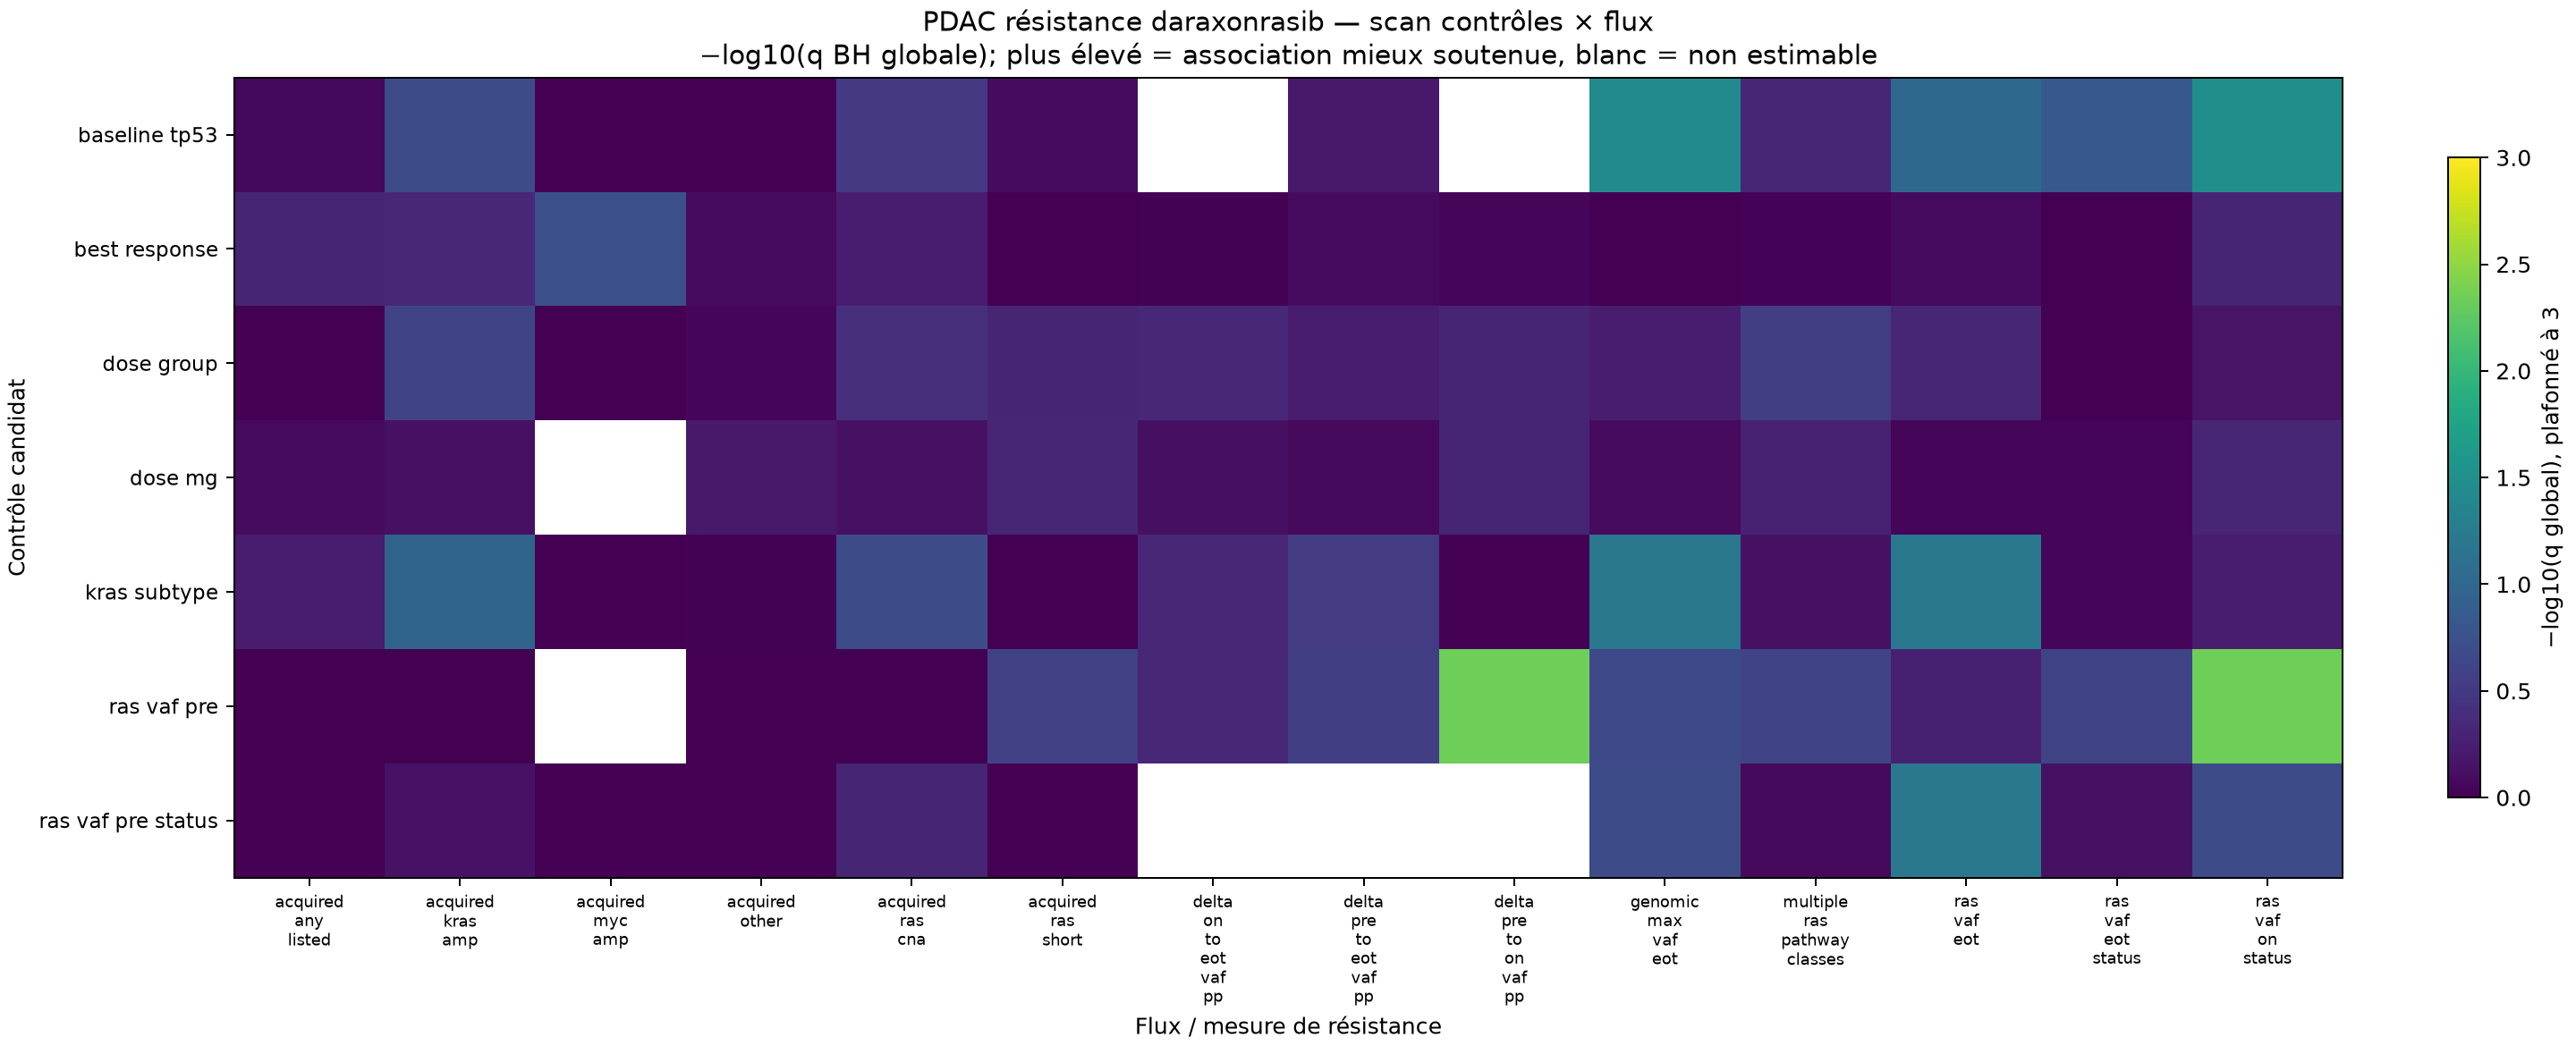 PDAC résistance daraxonrasib — scan contrôles × flux
−log10(q BH globale); plus élevé = association mieux soutenue, blanc = non estimable
Contrôle candidat
baseline tp53
best response
dose group
dose mg
kras subtype
ras vaf pre
ras vaf pre status
acquired
any
listed
acquired
kras
amp
acquired
myc
amp
acquired
other
acquired
ras
cna
acquired
ras
short
delta
on
to
eot
vaf
pp
delta
pre
to
eot
vaf
pp
delta
pre
to
on
vaf
pp
genomic
max
vaf
eot
multiple
ras
pathway
classes
ras
vaf
eot
ras
vaf
eot
status
ras
vaf
on
status
Flux / mesure de résistance
3.0
2.5
2.0
1.5
1.0
0.5
0.0
−log10(q global), plafonné à 3